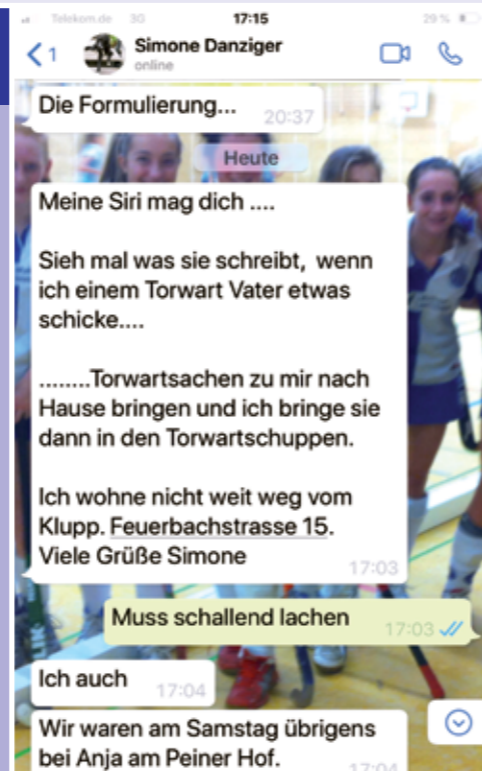 Telekom.de 3G 17:15 29 %
1 Simone Danziger
online
Die Formulierung... 20:37
Heute
Meine Siri mag dich ....
Sieh mal was sie schreibt, wenn
ich einem Torwart Vater etwas
schicke....
........Torwartsachen zu mir nach
Hause bringen und ich bringe sie
dann in den Torwartschuppen.
Ich wohne nicht weit weg vom
Klupp. Feuerbachstrasse 15.
Viele Grüße Simone 17:03
Muss schallend lachen 17:03
Ich auch 17:04
Wir waren am Samstag übrigens
bei Anja am Peiner Hof. 17:04